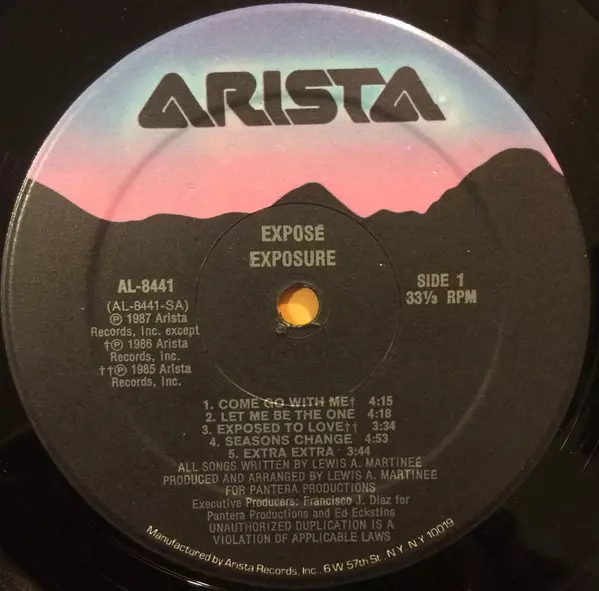 ARISTA
EXPOSÉ
EXPOSURE
AL-8441
(AL-8441-SA)
℗ 1987 Arista
Records, Inc. except
†℗ 1986 Arista
Records, Inc.
††℗ 1985 Arista
Records, Inc.
SIDE 1
33⅓ RPM
1. COME GO WITH ME† 4:15
2. LET ME BE THE ONE 4:18
3. EXPOSED TO LOVE†† 3:34
4. SEASONS CHANGE 4:53
5. EXTRA EXTRA 3:44
ALL SONGS WRITTEN BY LEWIS A. MARTINEÉ
PRODUCED AND ARRANGED BY LEWIS A. MARTINEÉ
FOR PANTERA PRODUCTIONS
Executive Producers: Francisco J. Diaz for
Pantera Productions and Ed Eckstine
UNAUTHORIZED DUPLICATION IS A
VIOLATION OF APPLICABLE LAWS
Manufactured by Arista Records, Inc., 6 W 57th St., N.Y. N.Y. 10019